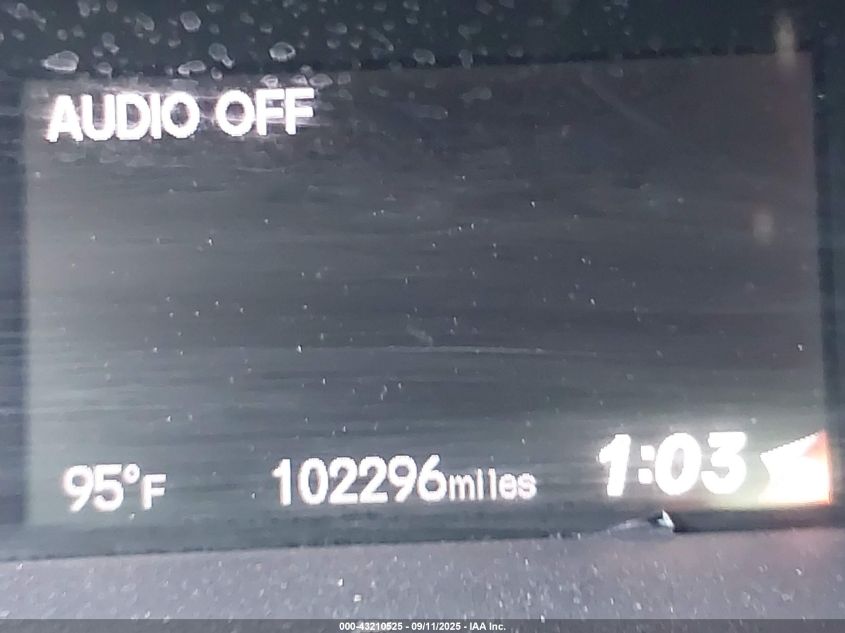 AUDIO OFF
95°F 102296miles 1:03
000-43210525 - 09/11/2025 - IAA Inc.